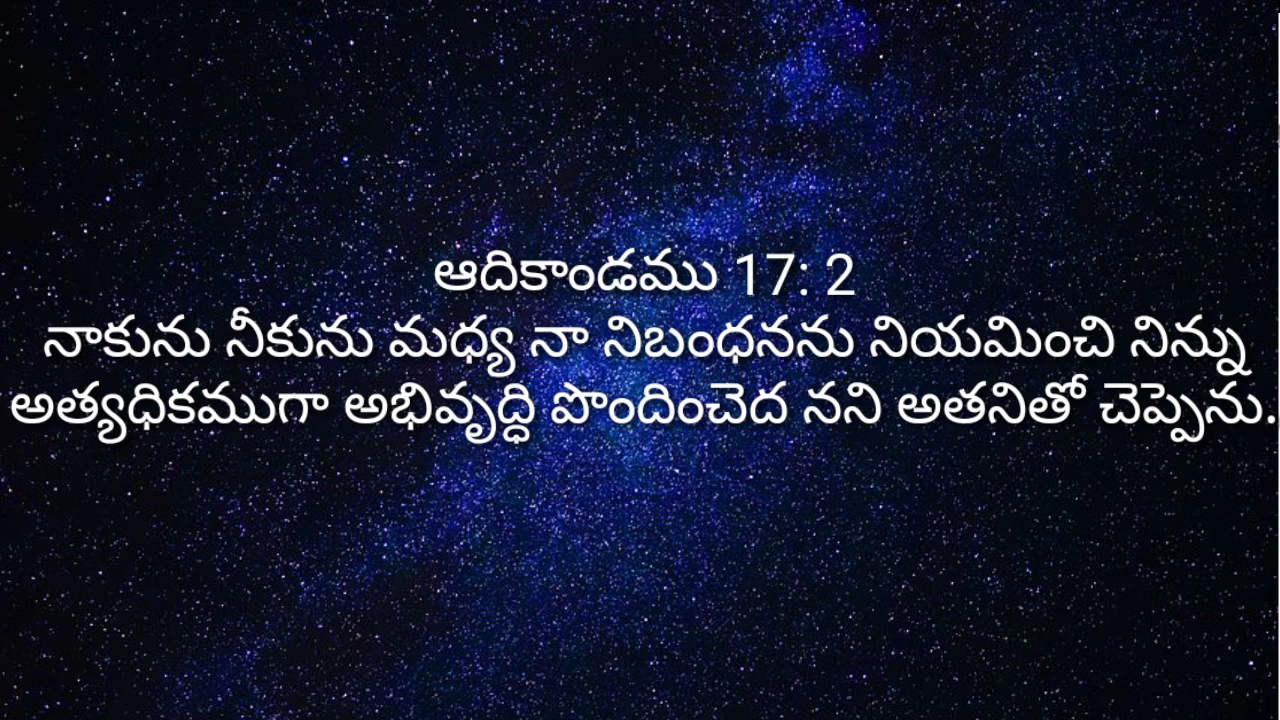 ఆదికాండము 17: 2
నాకును నీకును మధ్య నా నిబంధనను నియమించి నిన్ను
అత్యధికముగా అభివృద్ధి పొందించెద నని అతనితో చెప్పెను.